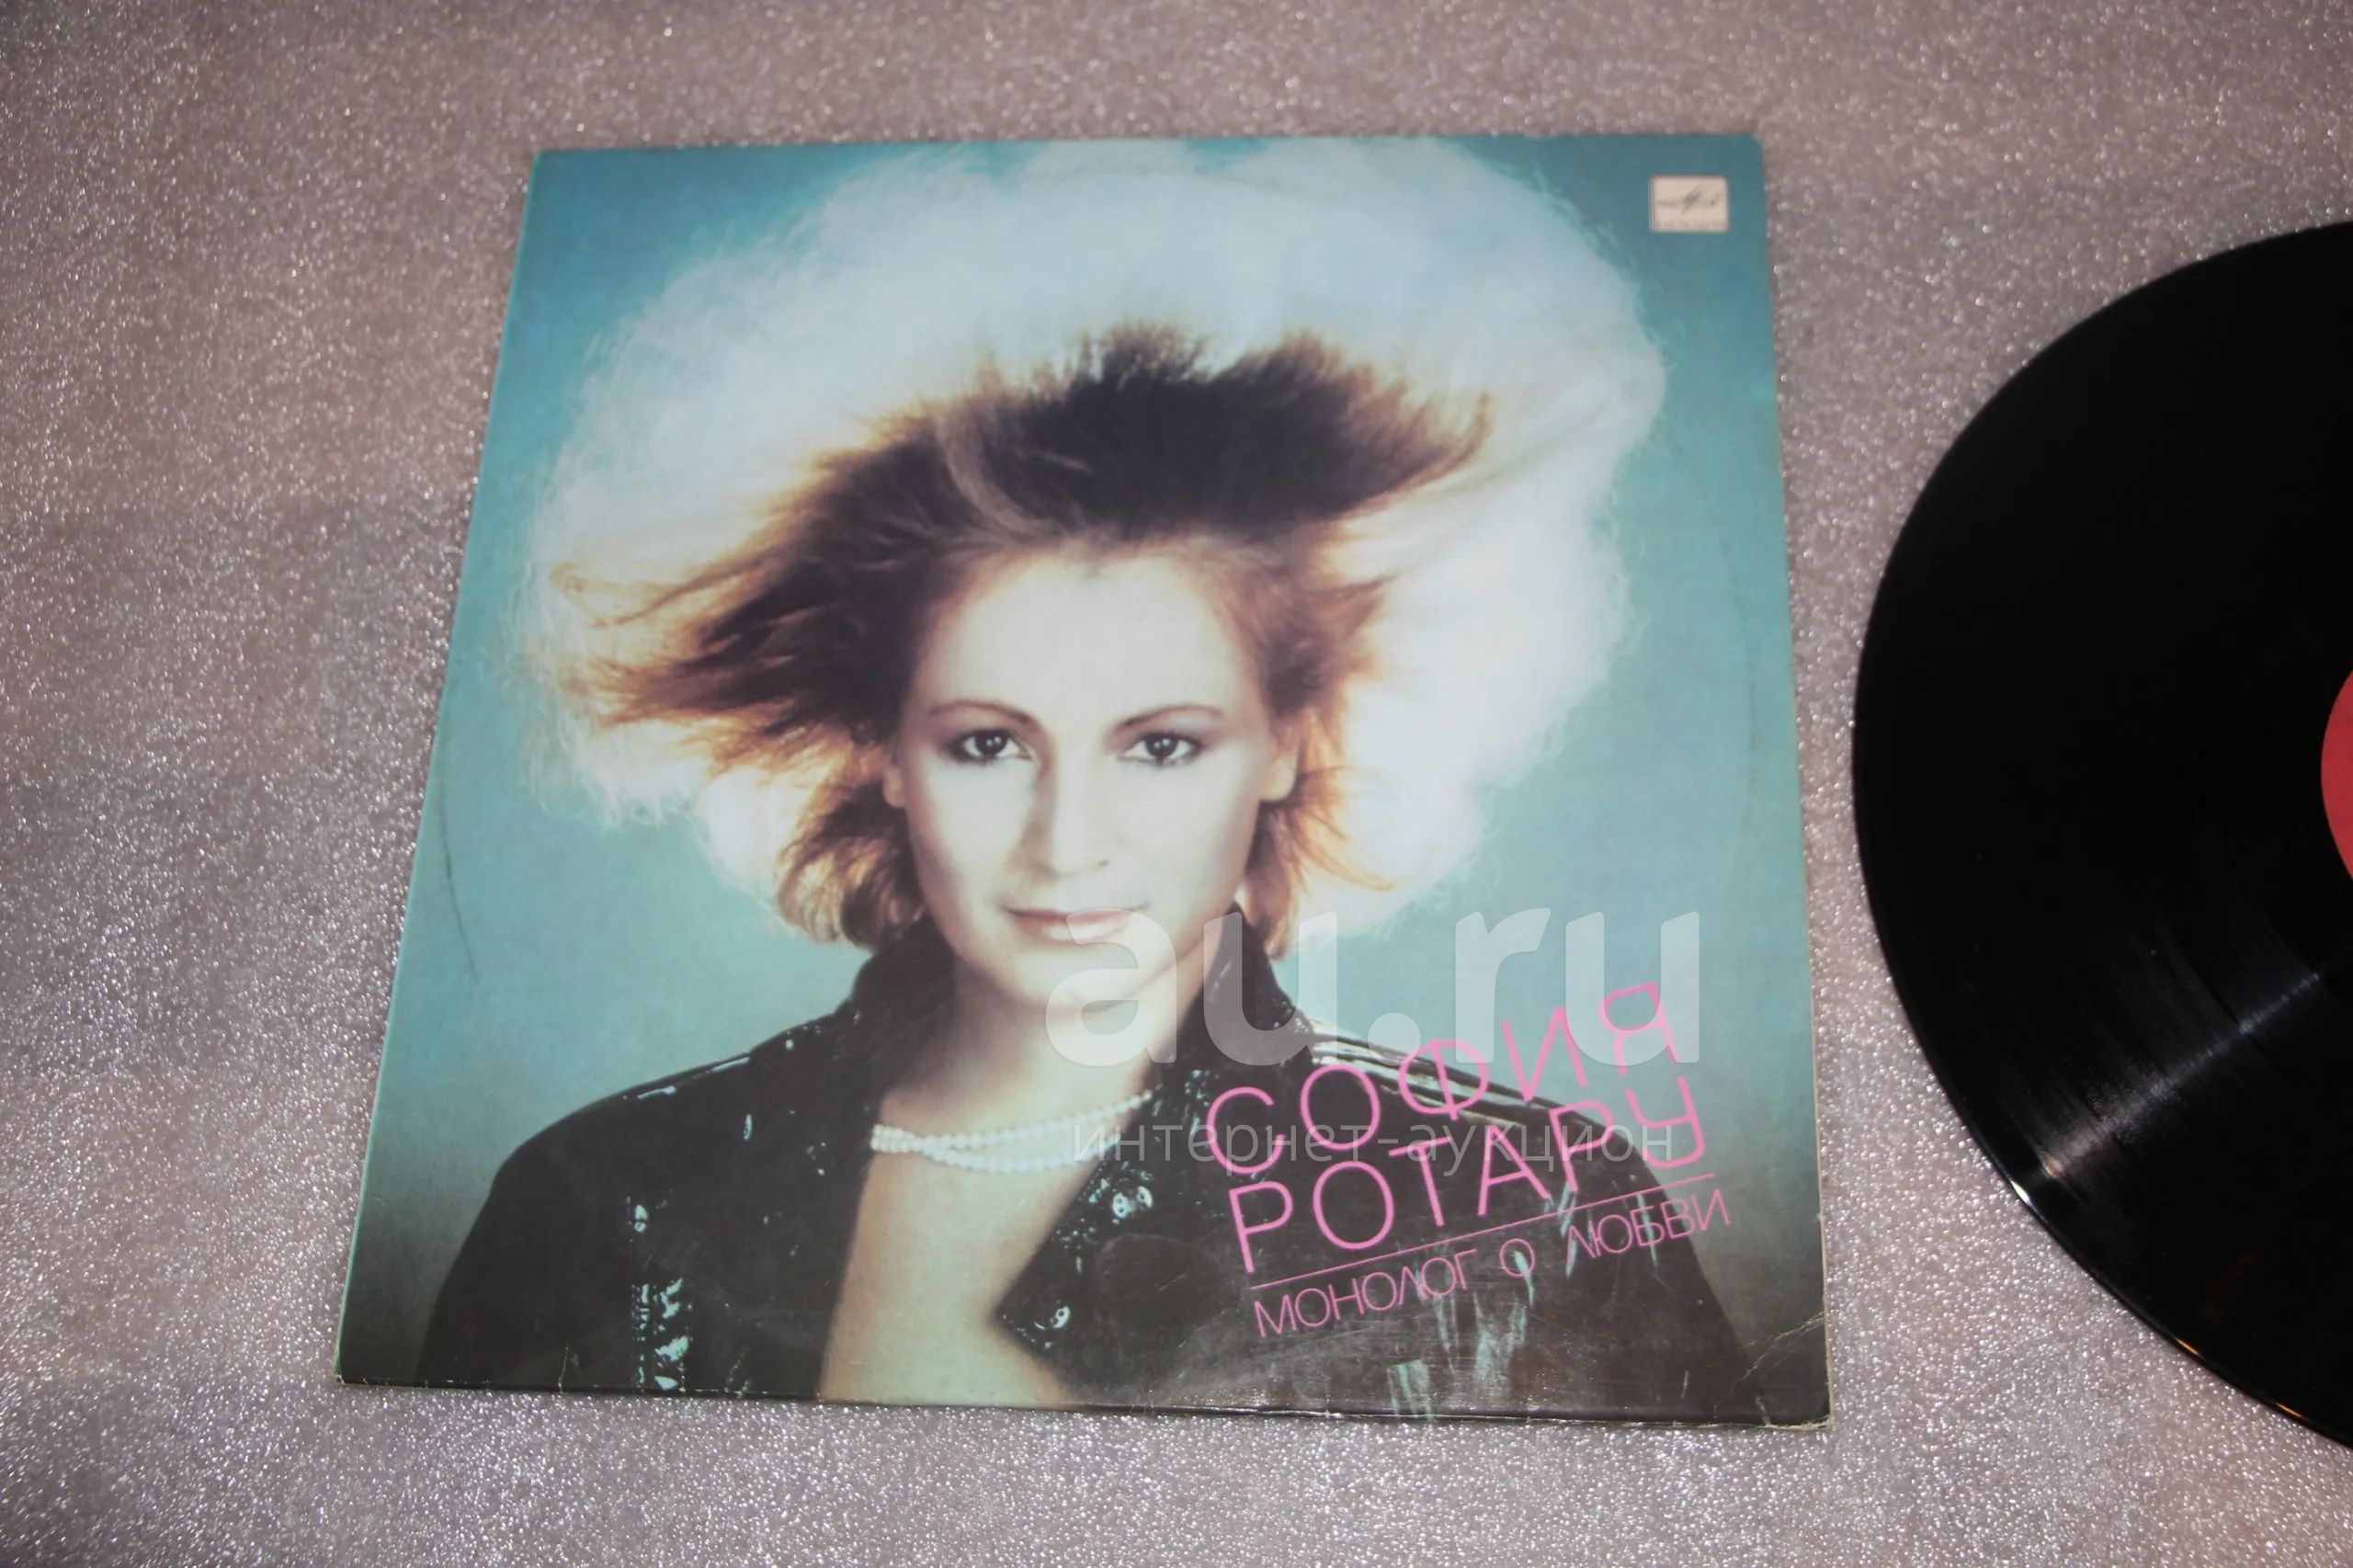 au.ru
интернет-аукцион
СОФИЯ
РОТАРУ
МОНОЛОГ О ЛЮБВИ